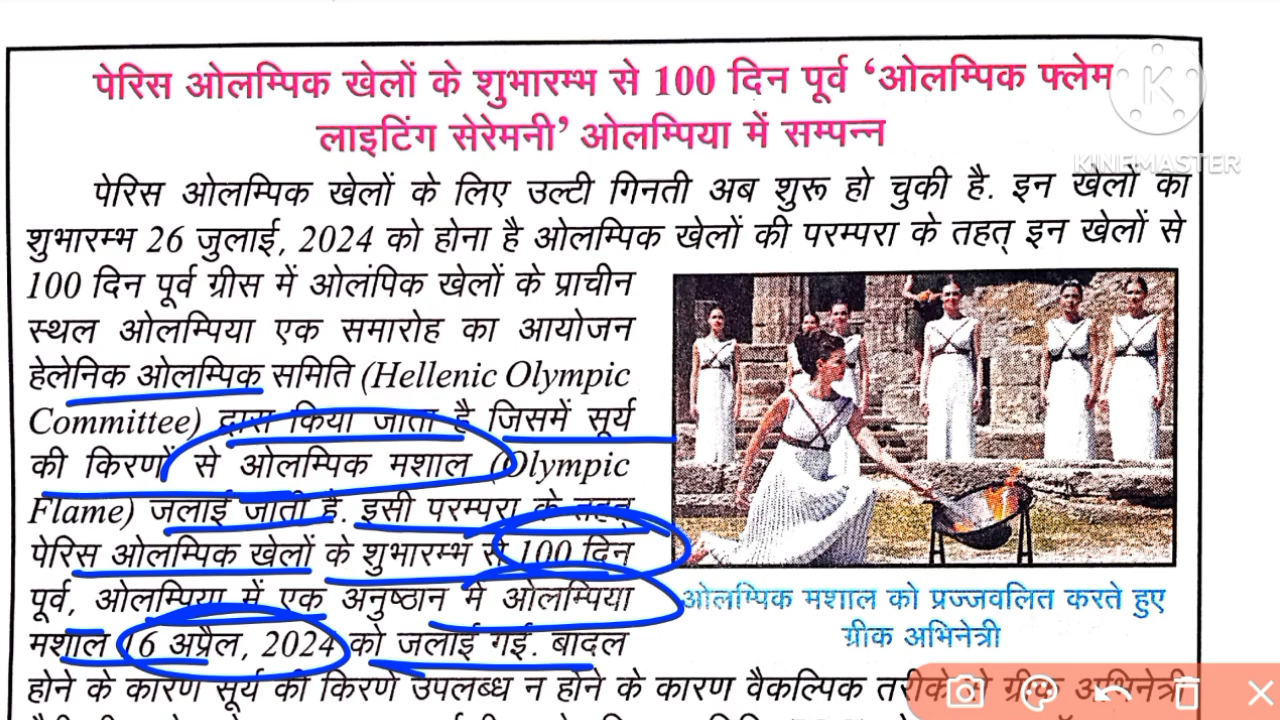 पेरिस ओलम्पिक खेलों के शुभारम्भ से 100 दिन पूर्व ‘ओलम्पिक फ्लेम
लाइटिंग सेरेमनी’ ओलम्पिया में सम्पन्न
K
KINEMASTER
पेरिस ओलम्पिक खेलों के लिए उल्टी गिनती अब शुरू हो चुकी है. इन खेलों का
शुभारम्भ 26 जुलाई, 2024 को होना है ओलम्पिक खेलों की परम्परा के तहत् इन खेलों से
100 दिन पूर्व ग्रीस में ओलंपिक खेलों के प्राचीन
स्थल ओलम्पिया एक समारोह का आयोजन
हेलेनिक ओलम्पिक समिति (Hellenic Olympic
Committee) द्वारा किया जाता है जिसमें सूर्य
की किरणों से ओलम्पिक मशाल (Olympic
Flame) जलाई जाती है. इसी परम्परा के तहत्
पेरिस ओलम्पिक खेलों के शुभारम्भ से 100 दिन
पूर्व, ओलम्पिया में एक अनुष्ठान में ओलम्पिया
मशाल 16 अप्रैल, 2024 को जलाई गई. बादल
होने के कारण सूर्य की किरणें उपलब्ध न होने के कारण वैकल्पिक तरीके से ग्रीक अभिनेत्री
ओलम्पिक मशाल को प्रज्जवलित करते हुए
ग्रीक अभिनेत्री